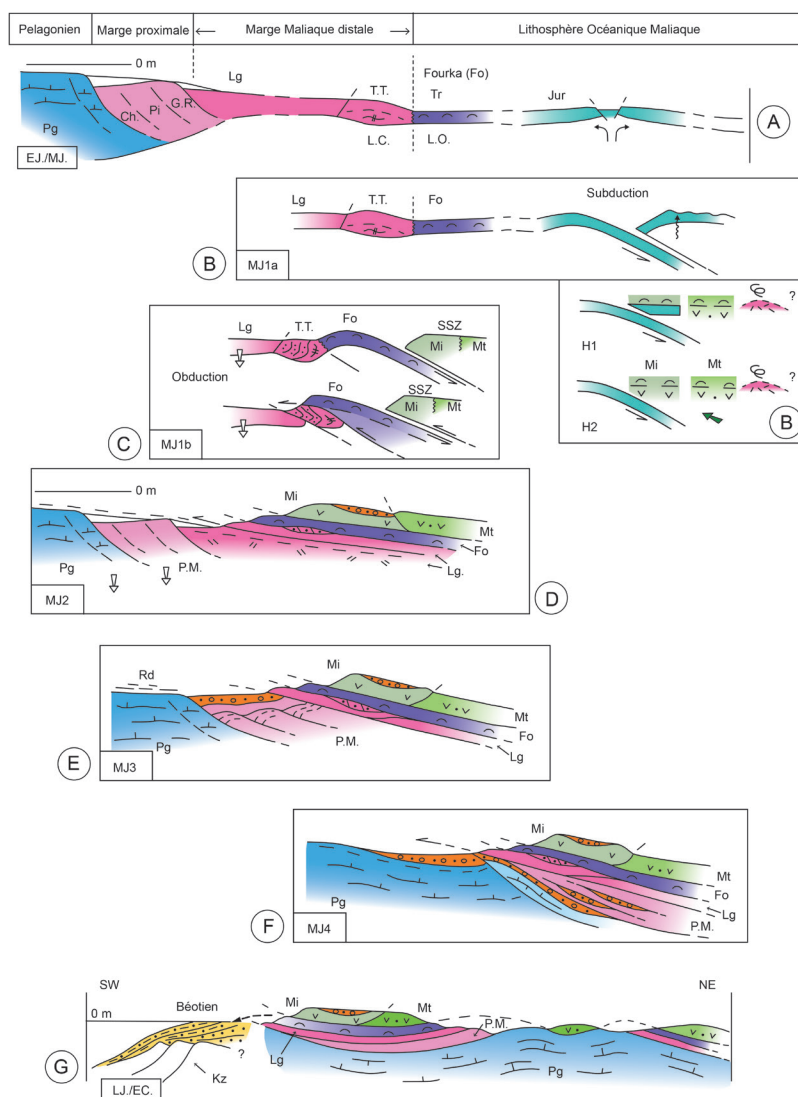 Pelagonien Marge proximale Marge Maliaque distale Lithosphère Océanique Maliaque
0 m
Lg T.T. Fourka (Fo)
Tr Jur
Ch. Pi G.R.
Pg L.C. L.O.
EJ./MJ.
A
Lg T.T. Fo Subduction
B
MJ1a
?
H1
Mi Mt
?
H2
B
Lg T.T. Fo SSZ
Mi Mt
Obduction
Fo SSZ
Mi Mt
C
MJ1b
0 m
Mi
Mt
Fo
Pg P.M. Lg.
MJ2
D
Rd Mi
Mt
Pg P.M. Fo
Lg
E
MJ3
Mi
Mt
Fo
Pg Lg
P.M.
F
MJ4
SW NE
0 m Béotien Mi Mt
P.M.
? Lg
Kz Pg
G
LJ./EC.